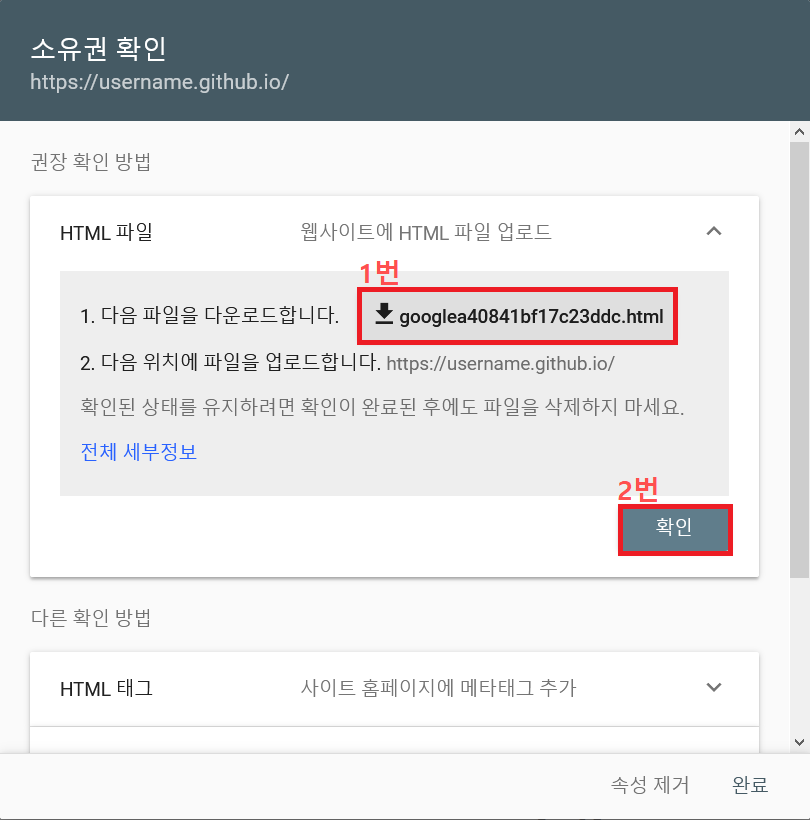 소유권 확인
https://username.github.io/
권장 확인 방법
HTML 파일 웹사이트에 HTML 파일 업로드
1번
1. 다음 파일을 다운로드합니다. googlea40841bf17c23ddc.html
2. 다음 위치에 파일을 업로드합니다. https://username.github.io/
확인된 상태를 유지하려면 확인이 완료된 후에도 파일을 삭제하지 마세요.
전체 세부정보
2번
확인
다른 확인 방법
HTML 태그 사이트 홈페이지에 메타태그 추가
속성 제거 완료